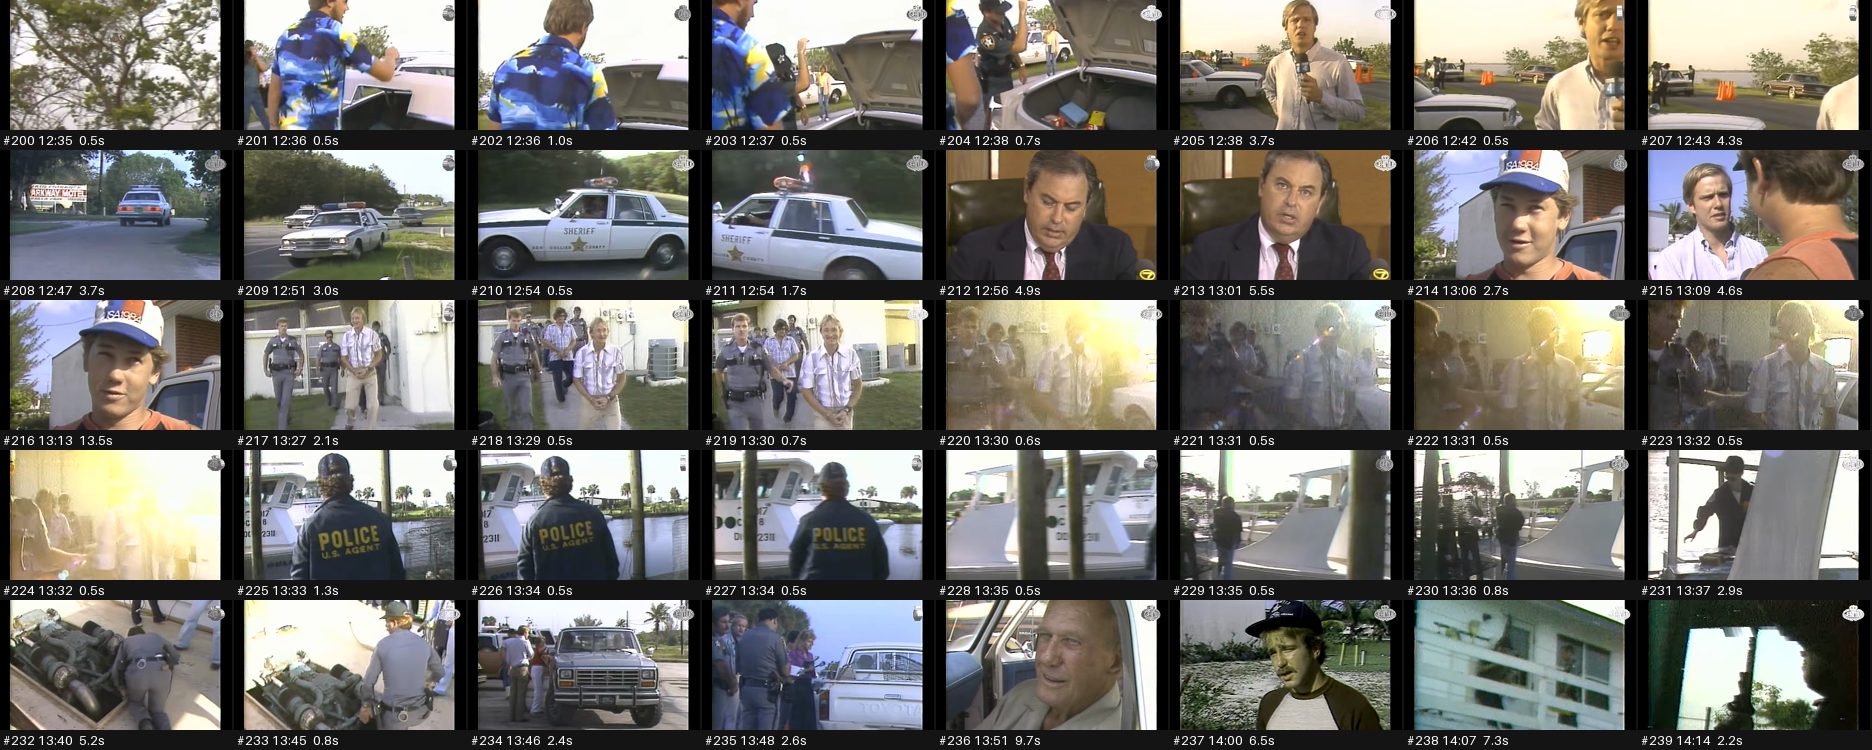 #200 12:35 0.5s
#201 12:36 0.5s
#202 12:36 1.0s
#203 12:37 0.5s
#204 12:38 0.7s
#205 12:38 3.7s
#206 12:42 0.5s
#207 12:43 4.3s
ARKWAY MOTEL
SHERIFF
COLLIER COUNTY
SHERIFF
COUNTY
7
7
USA1984
#208 12:47 3.7s
#209 12:51 3.0s
#210 12:54 0.5s
#211 12:54 1.7s
#212 12:56 4.9s
#213 13:01 5.5s
#214 13:06 2.7s
#215 13:09 4.6s
USA1984
#216 13:13 13.5s
#217 13:27 2.1s
#218 13:29 0.5s
#219 13:30 0.7s
#220 13:30 0.6s
#221 13:31 0.5s
#222 13:31 0.5s
#223 13:32 0.5s
POLICE
U.S. AGENT
POLICE
U.S. AGENT
POLICE
U.S. AGENT
#224 13:32 0.5s
#225 13:33 1.3s
#226 13:34 0.5s
#227 13:34 0.5s
#228 13:35 0.5s
#229 13:35 0.5s
#230 13:36 0.8s
#231 13:37 2.9s
#232 13:40 5.2s
#233 13:45 0.8s
#234 13:46 2.4s
#235 13:48 2.6s
#236 13:51 9.7s
#237 14:00 6.5s
#238 14:07 7.3s
#239 14:14 2.2s